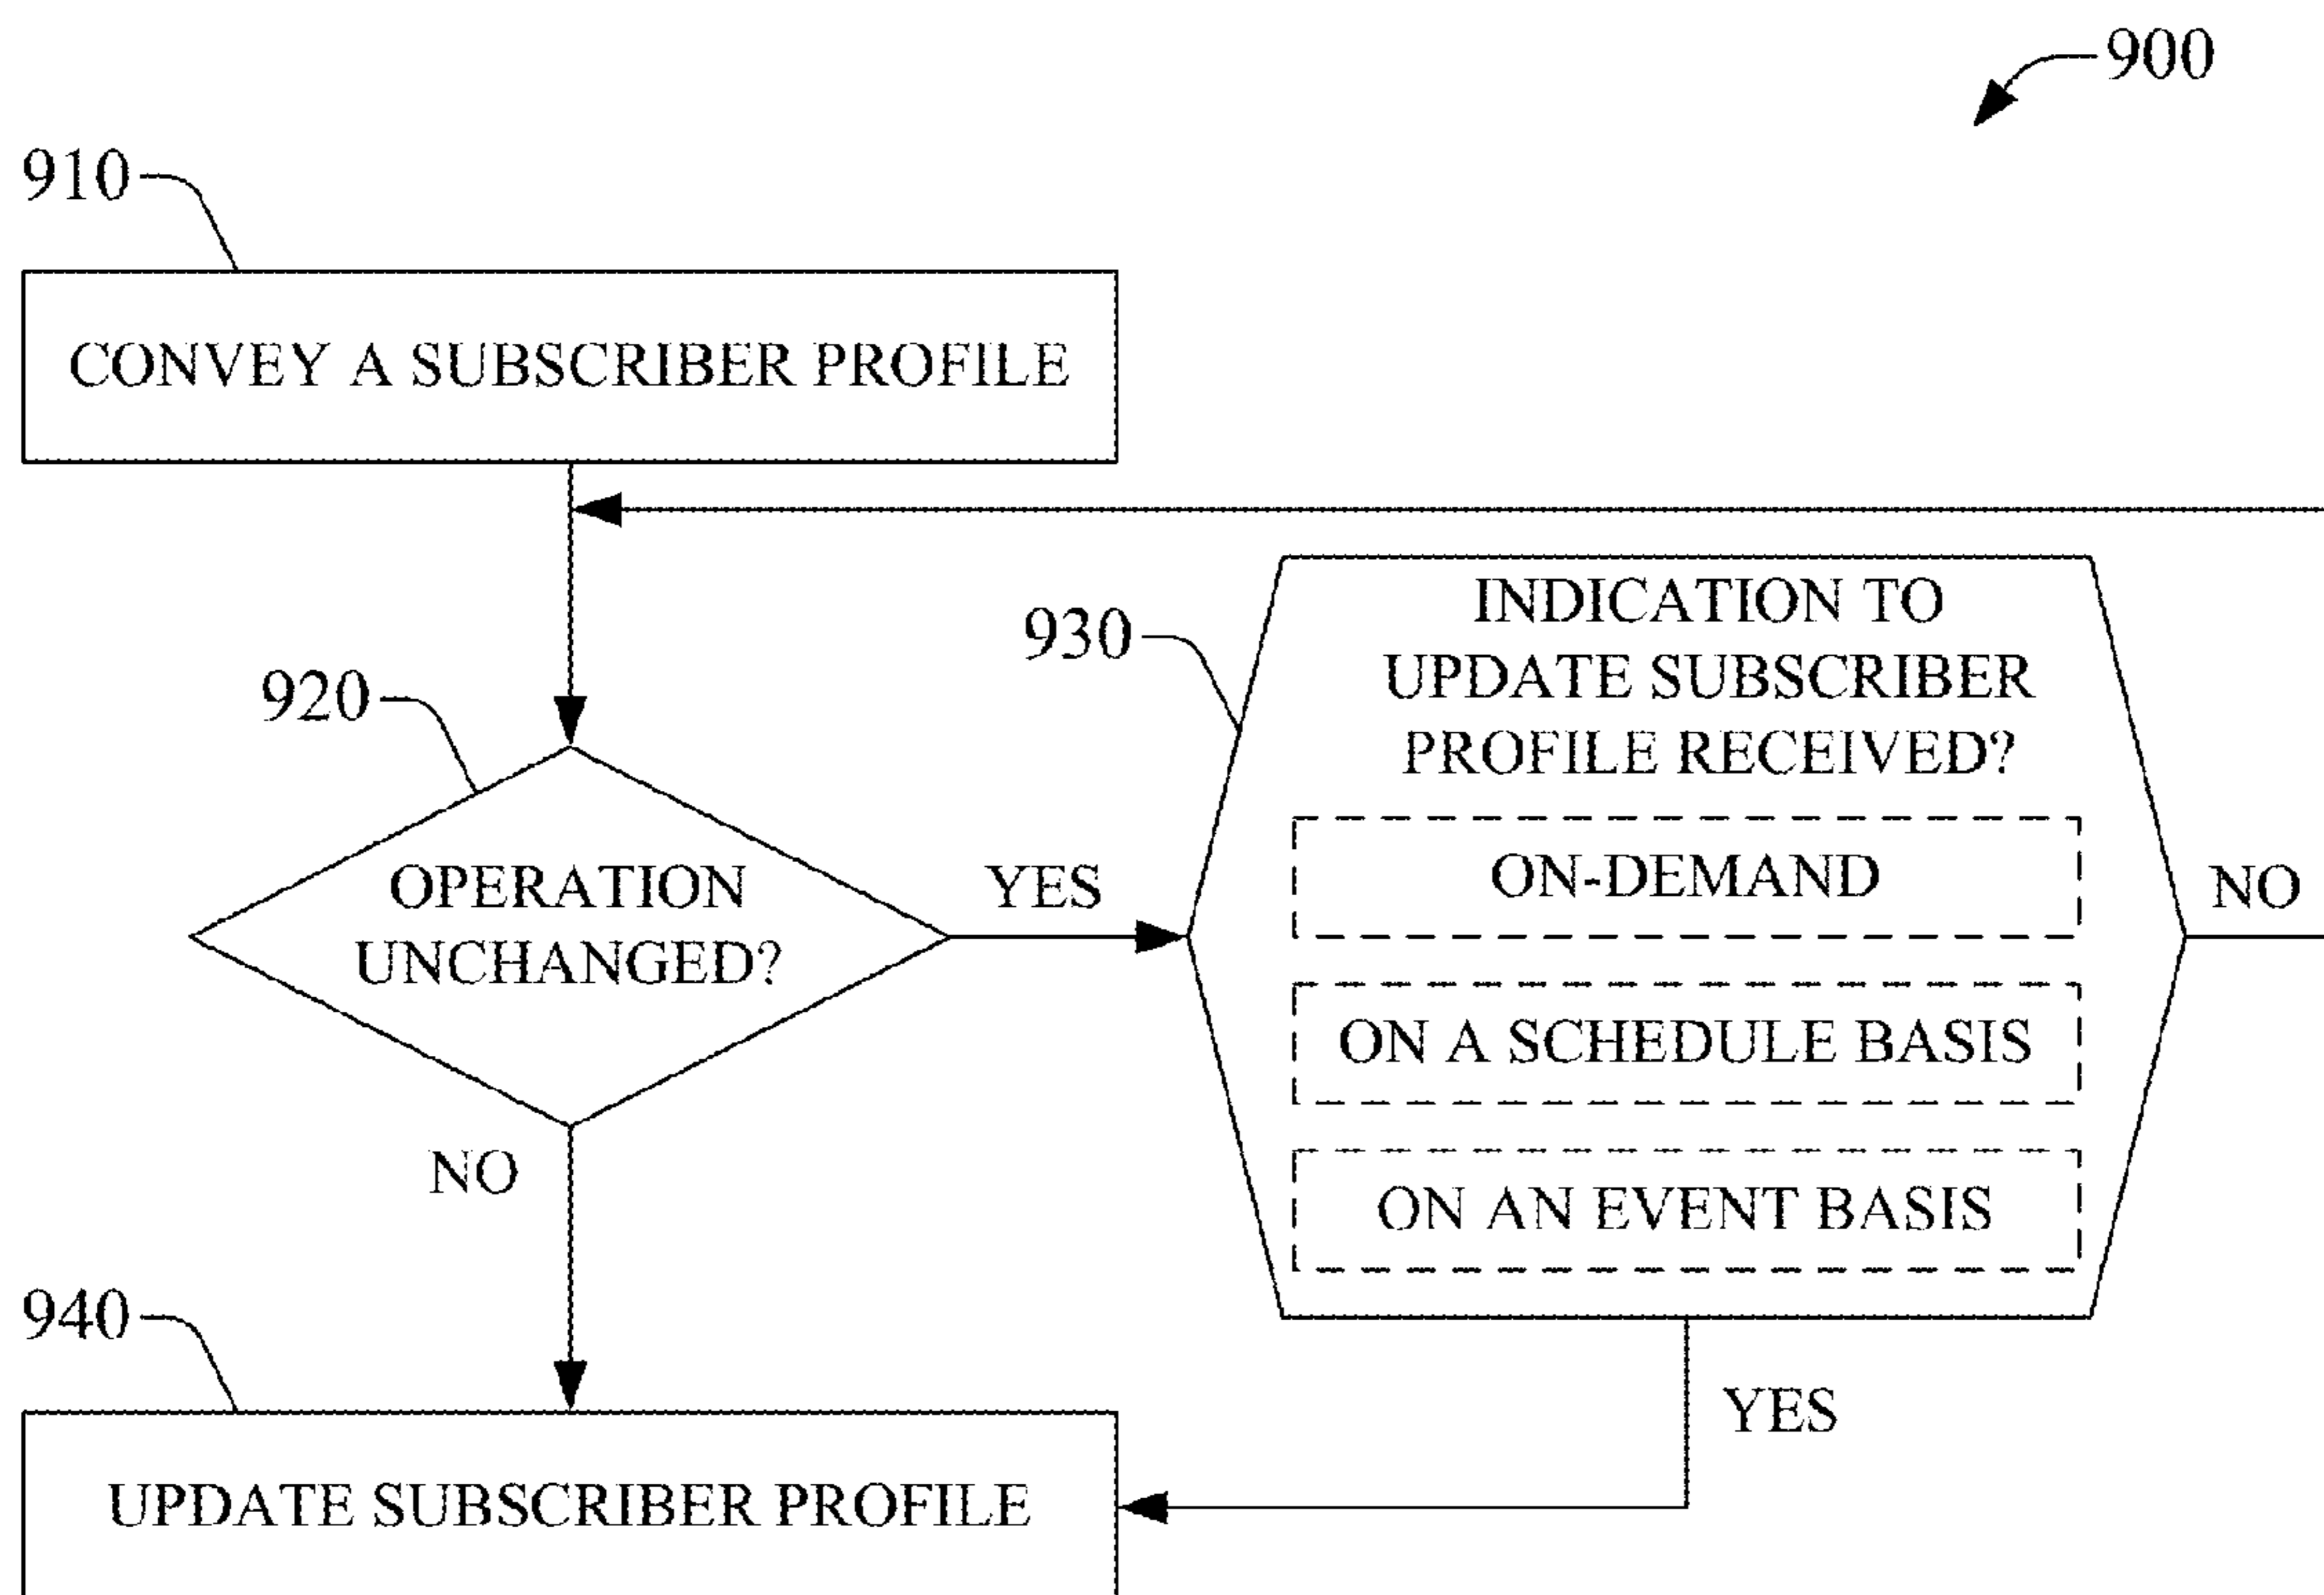 900
910
CONVEY A SUBSCRIBER PROFILE
930
INDICATION TO
UPDATE SUBSCRIBER
PROFILE RECEIVED?
920
OPERATION
UNCHANGED?
YES
ON-DEMAND
NO
ON A SCHEDULE BASIS
ON AN EVENT BASIS
NO
940
YES
UPDATE SUBSCRIBER PROFILE